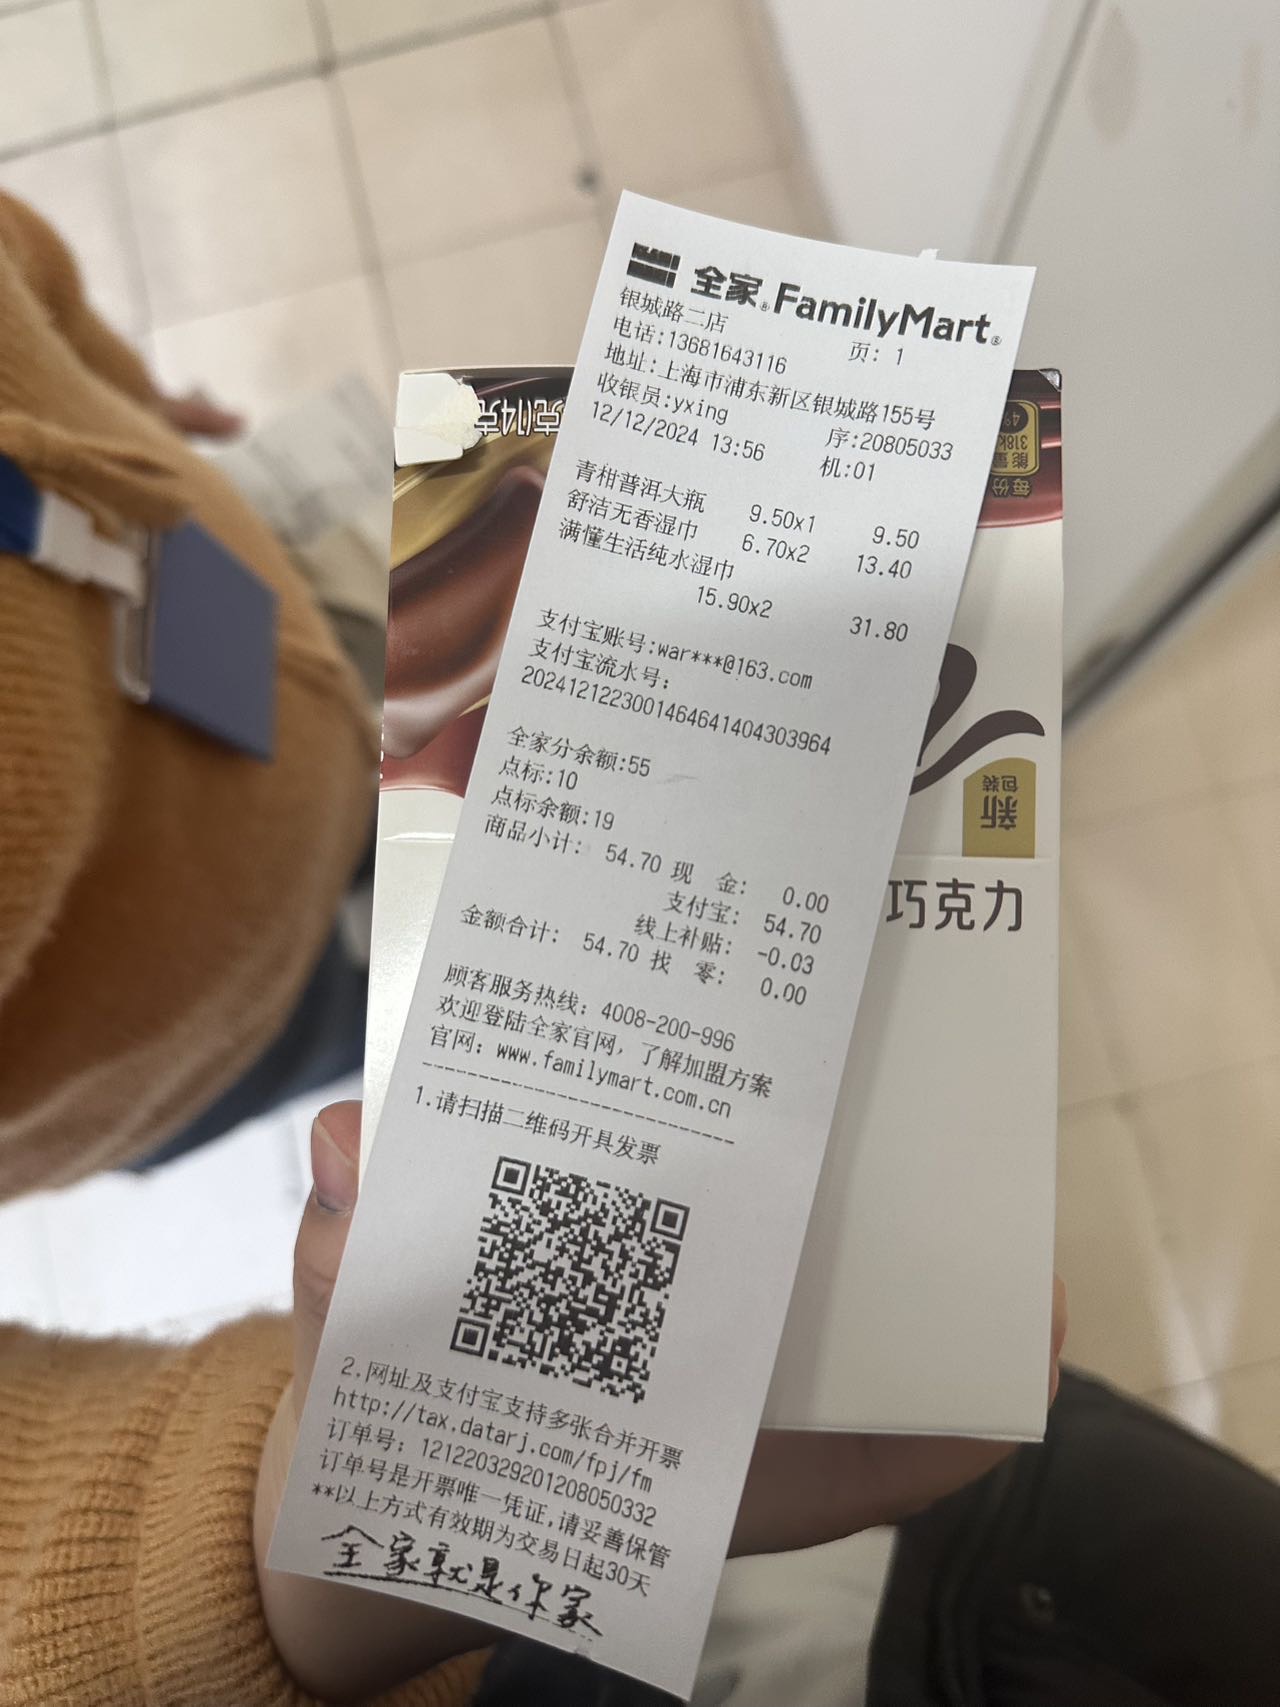 全家 FamilyMart
银城路二店 页: 1
电话:13681643116
地址:上海市浦东新区银城路155号
收银员:yxing 序:20805033
12/12/2024 13:56 机:01
青柑普洱大瓶 9.50x1 9.50
舒洁无香湿巾 6.70x2 13.40
满懂生活纯水湿巾
15.90x2 31.80
支付宝账号:war***@163.com
支付宝流水号:
2024121223001464641404303964
全家分余额:55
点标:10
点标余额:19
商品小计: 54.70 现 金: 0.00
支付宝: 54.70
线上补贴: -0.03
金额合计: 54.70 找 零: 0.00
顾客服务热线: 4008-200-996
欢迎登陆全家官网, 了解加盟方案
官网: www.familymart.com.cn
1.请扫描二维码开具发票
2.网址及支付宝支持多张合并开票
http://tax.datarj.com/fpj/fm
订单号: 12122032920120805033​2
订单号是开票唯一凭证,请妥善保管
**以上方式有效期为交易日起30天
全家就是你家
克(14克
每份
能量
318k
4%
新
包装
巧克力